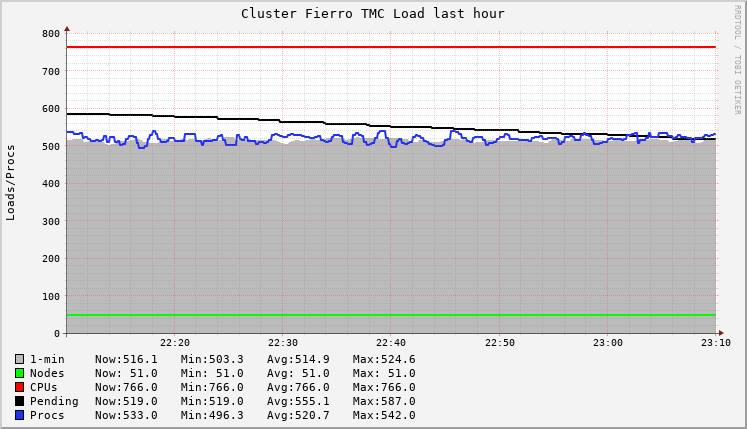 Cluster Fierro TMC Load last hour
RRDTOOL / TOBI OETIKER
Loads/Procs
800
700
600
500
400
300
200
100
0
22:20 22:30 22:40 22:50 23:00 23:10
1-min Now:516.1 Min:503.3 Avg:514.9 Max:524.6
Nodes Now: 51.0 Min: 51.0 Avg: 51.0 Max: 51.0
CPUs Now:766.0 Min:766.0 Avg:766.0 Max:766.0
Pending Now:519.0 Min:519.0 Avg:555.1 Max:587.0
Procs Now:533.0 Min:496.3 Avg:520.7 Max:542.0